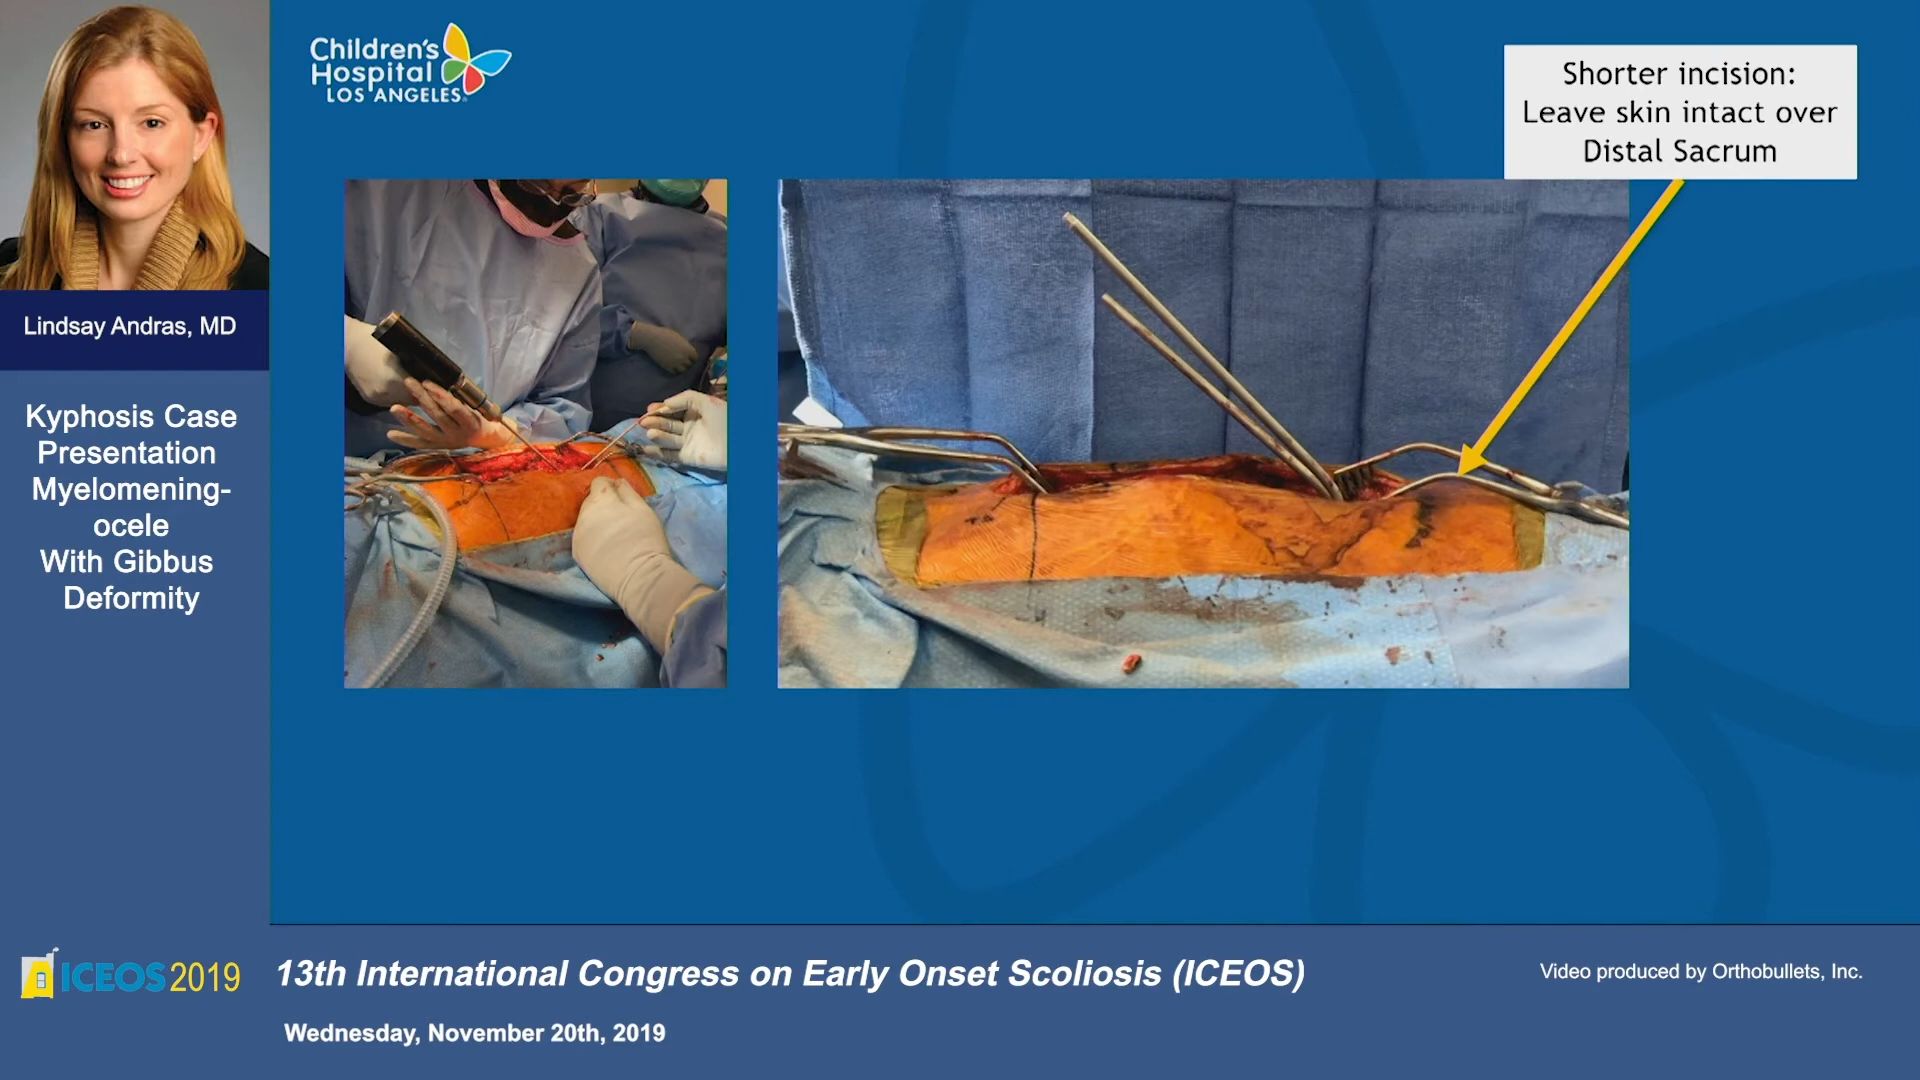 Children's
Hospital
LOS ANGELES
Shorter incision:
Leave skin intact over
Distal Sacrum
Lindsay Andras, MD
Kyphosis Case
Presentation
Myelomening-
ocele
With Gibbus
Deformity
ICEOS 2019
13th International Congress on Early Onset Scoliosis (ICEOS)
Video produced by Orthobullets, Inc.
Wednesday, November 20th, 2019